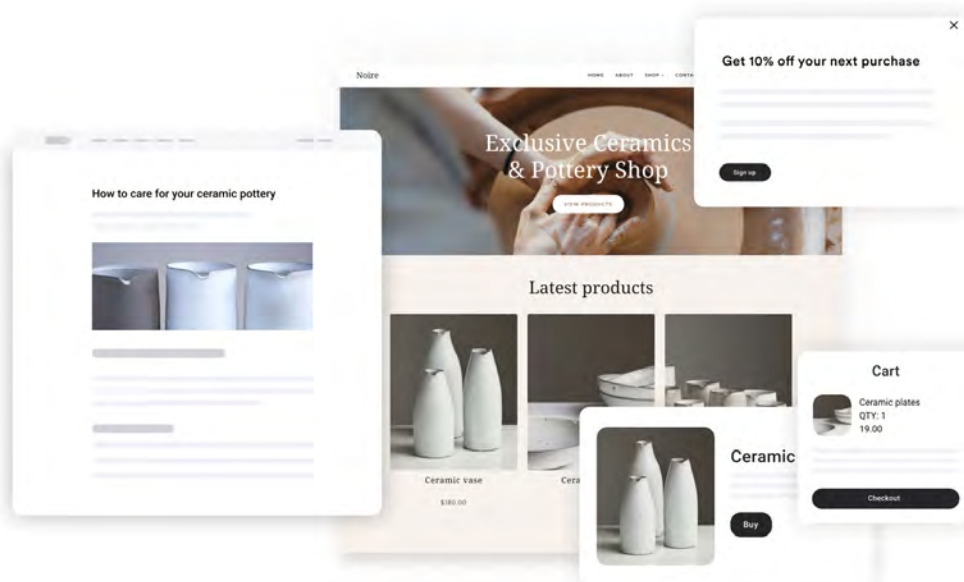 Get 10% off your next purchase
Sign up
Noire
HOME ABOUT SHOP
Exclusive Ceramics
& Pottery Shop
VIEW PRODUCTS
How to care for your ceramic pottery
Latest products
Ceramic vase
$380.00
Cera
Ceramic
Buy
Cart
Ceramic plates
QTY: 1
19.00
Checkout